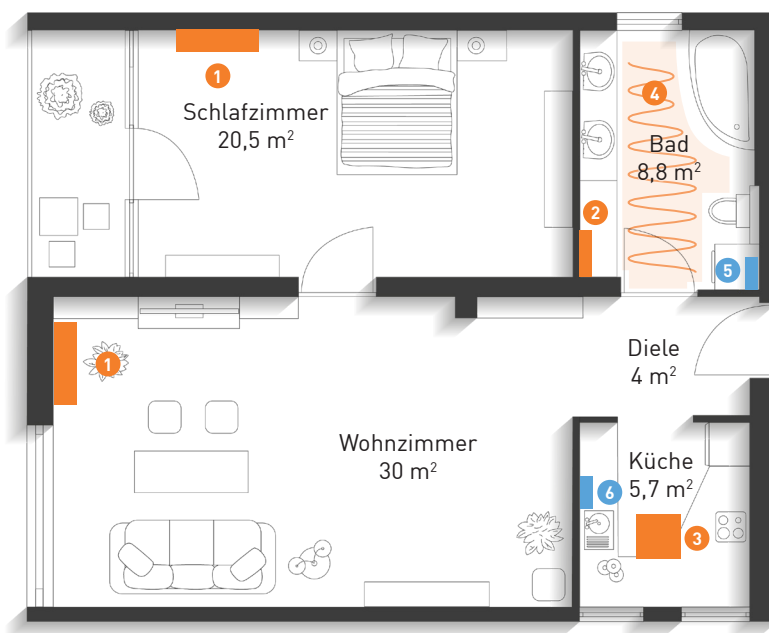 1
Schlafzimmer
20,5 m²
4
Bad
8,8 m²
2
5
1
Diele
4 m²
Wohnzimmer
30 m²
Küche
5,7 m²
6
3